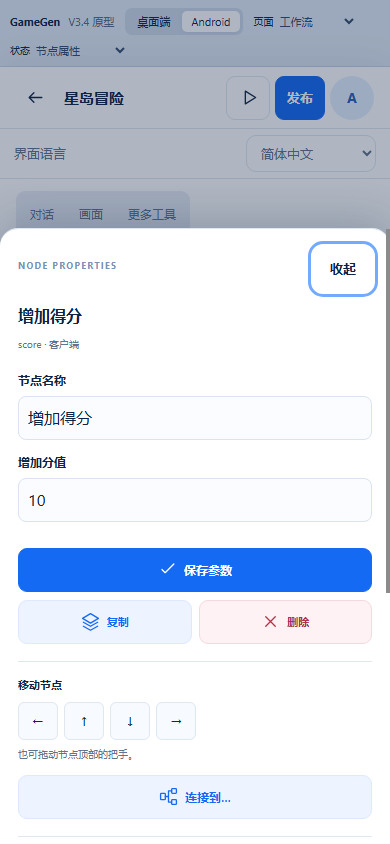 GameGen V3.4 原型 桌面端 Android 页面 工作流
状态 节点属性
← 星岛冒险 发布 A
界面语言 简体中文
对话 画面 更多工具
NODE PROPERTIES 收起
增加得分
score · 客户端
节点名称
增加得分
增加分值
10
保存参数
复制 删除
移动节点
← ↑ ↓ →
也可拖动节点顶部的把手。
连接到...